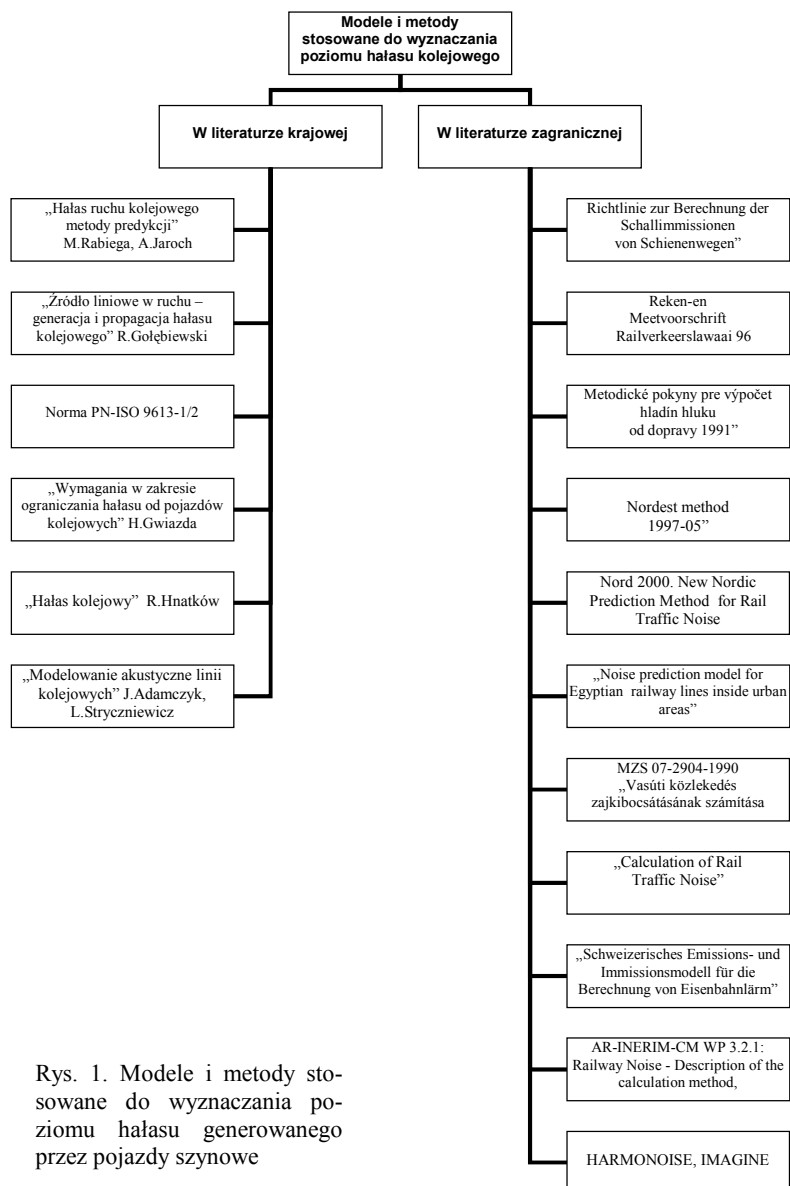 Modele i metody
stosowane do wyznaczania
poziomu hałasu kolejowego
W literaturze krajowej
W literaturze zagranicznej
„Hałas ruchu kolejowego
metody predykcji”
M.Rabiega, A.Jaroch
„Źródło liniowe w ruchu –
generacja i propagacja hałasu
kolejowego” R.Gołębiewski
Norma PN-ISO 9613-1/2
„Wymagania w zakresie
ograniczania hałasu od pojazdów
kolejowych” H.Gwiazda
„Hałas kolejowy” R.Hnatków
„Modelowanie akustyczne linii
kolejowych” J.Adamczyk,
L.Stryczniewicz
Richtlinie zur Berechnung der
Schallimmissionen
von Schienenwegen”
Reken-en
Meetvoorschrift
Railverkeerslawaai 96
Metodické pokyny pre výpočet
hladín hluku
od dopravy 1991”
Nordest method
1997-05”
Nord 2000. New Nordic
Prediction Method for Rail
Traffic Noise
„Noise prediction model for
Egyptian railway lines inside urban
areas”
MZS 07-2904-1990
„Vasúti közlekedés
zajkibocsátásának számítása
„Calculation of Rail
Traffic Noise”
„Schweizerisches Emissions- und
Immissionsmodell für die
Berechnung von Eisenbahnlärm”
AR-INERIM-CM WP 3.2.1:
Railway Noise - Description of the
calculation method,
HARMONOISE, IMAGINE
Rys. 1. Modele i metody sto-
sowane do wyznaczania po-
ziomu hałasu generowanego
przez pojazdy szynowe